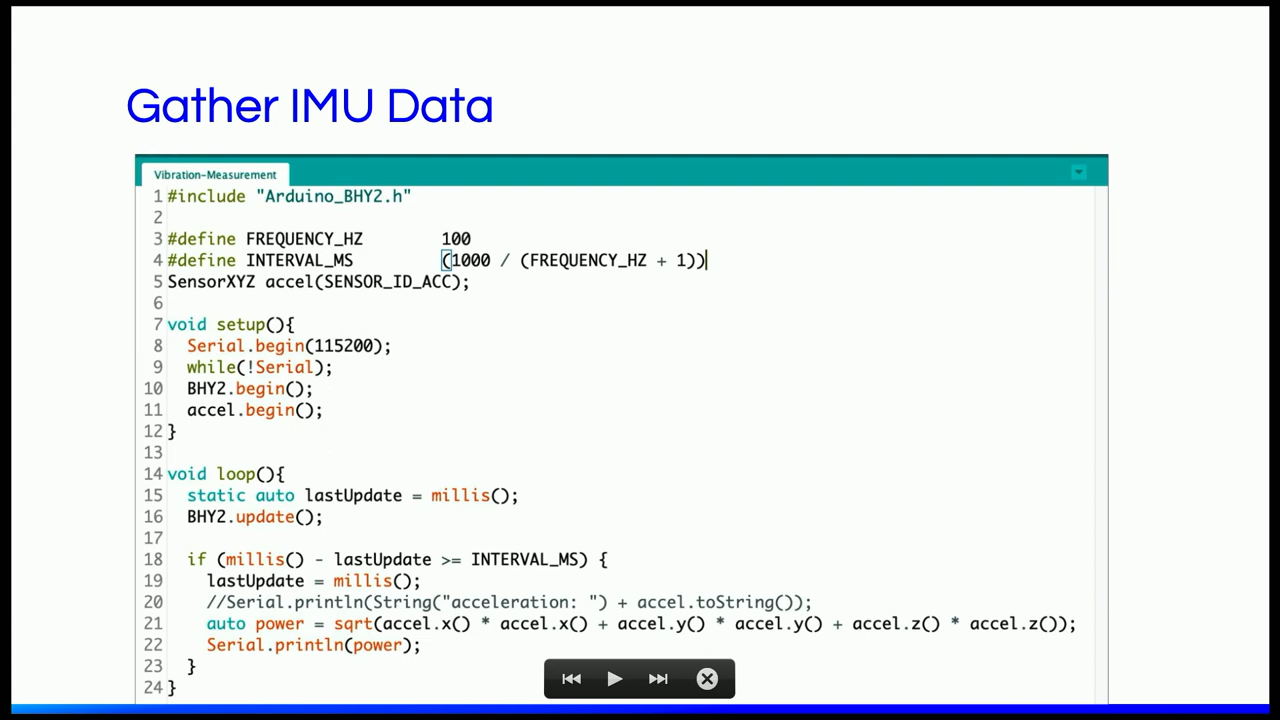 Gather IMU Data
Vibration-Measurement
1 #include "Arduino_BHY2.h"
2
3 #define FREQUENCY_HZ 100
4 #define INTERVAL_MS (1000 / (FREQUENCY_HZ + 1))
5 SensorXYZ accel(SENSOR_ID_ACC);
6
7 void setup(){
8 Serial.begin(115200);
9 while(!Serial);
10 BHY2.begin();
11 accel.begin();
12 }
13
14 void loop(){
15 static auto lastUpdate = millis();
16 BHY2.update();
17
18 if (millis() - lastUpdate >= INTERVAL_MS) {
19 lastUpdate = millis();
20 //Serial.println(String("acceleration: ") + accel.toString());
21 auto power = sqrt(accel.x() * accel.x() + accel.y() * accel.y() + accel.z() * accel.z());
22 Serial.println(power);
23 }
24 }